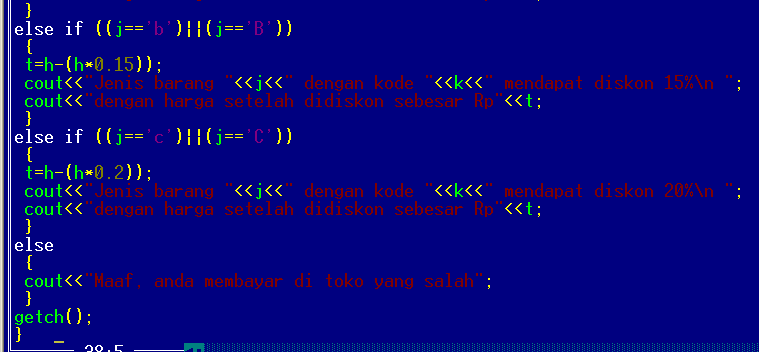 }
else if ((j=='b')||(j=='B'))
{
t=h-(h*0.15));
cout<<"Jenis barang "<<j<<" dengan kode "<<k<<" mendapat diskon 15%\n ";
cout<<"dengan harga setelah didiskon sebesar Rp"<<t;
}
else if ((j=='c')||(j=='C'))
{
t=h-(h*0.2));
cout<<"Jenis barang "<<j<<" dengan kode "<<k<<" mendapat diskon 20%\n ";
cout<<"dengan harga setelah didiskon sebesar Rp"<<t;
}
else
{
cout<<"Maaf, anda membayar di toko yang salah";
}
getch();
} _
38:5